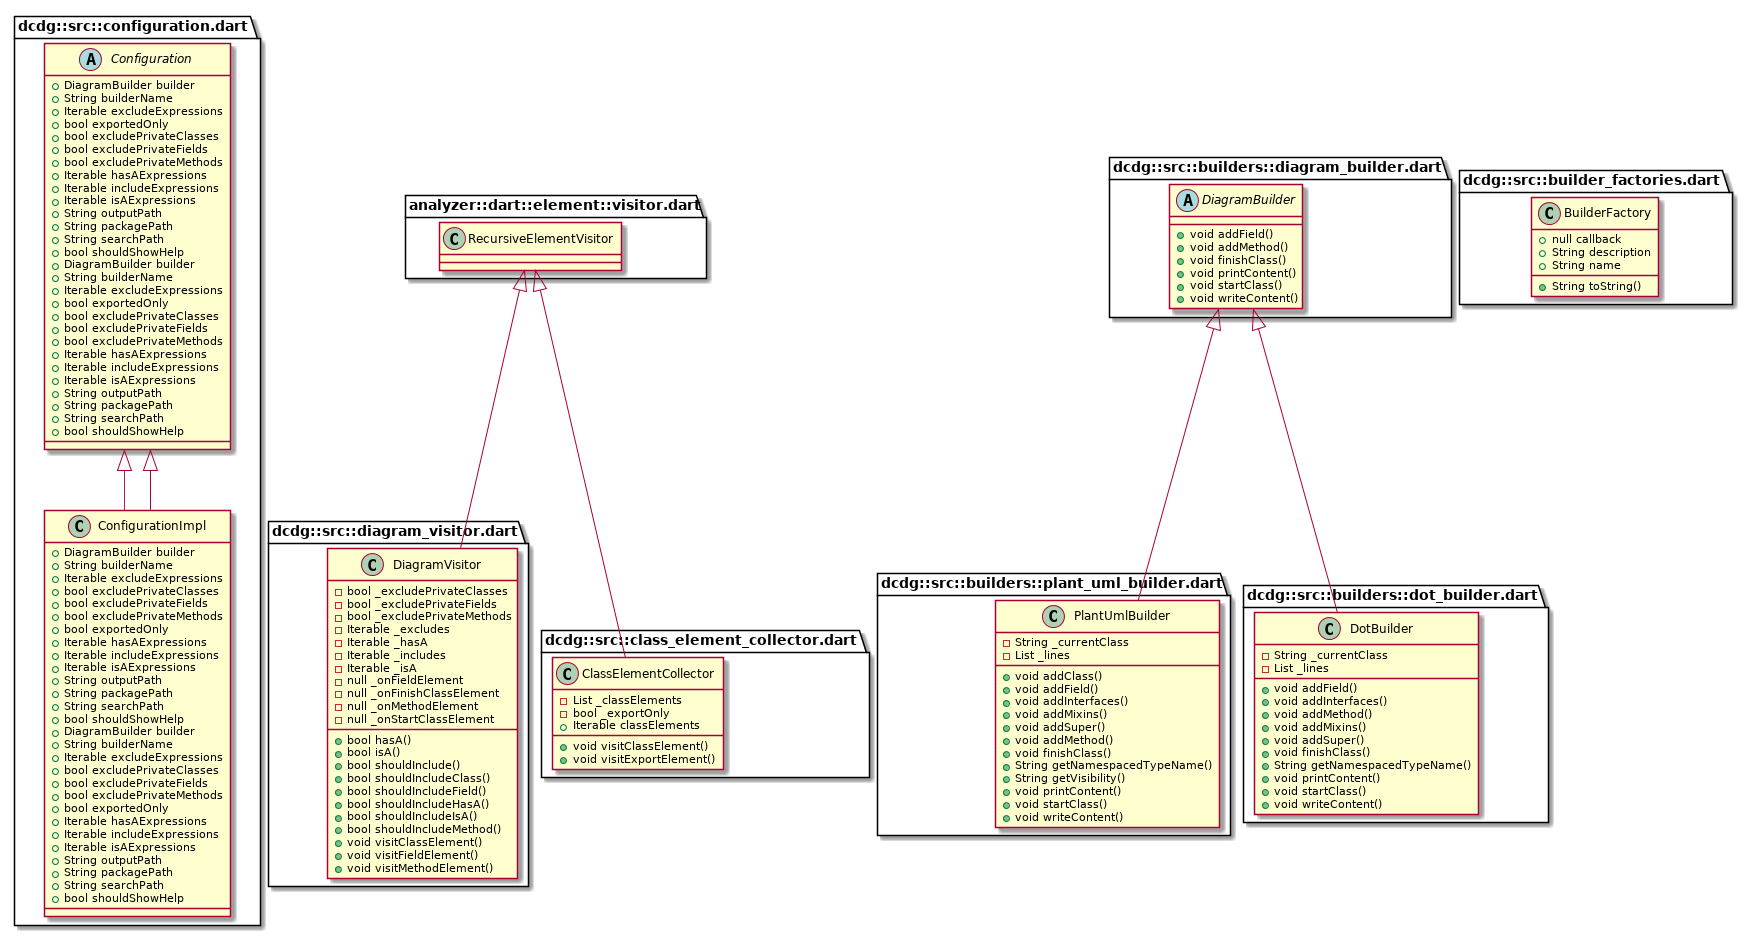 dcdg::src::configuration.dart
A Configuration
DiagramBuilder builder
String builderName
Iterable excludeExpressions
bool exportedOnly
bool excludePrivateClasses
bool excludePrivateFields
bool excludePrivateMethods
Iterable hasAExpressions
Iterable includeExpressions
Iterable isAExpressions
String outputPath
String packagePath
String searchPath
bool shouldShowHelp
DiagramBuilder builder
String builderName
Iterable excludeExpressions
bool exportedOnly
bool excludePrivateClasses
bool excludePrivateFields
bool excludePrivateMethods
Iterable hasAExpressions
Iterable includeExpressions
Iterable isAExpressions
String outputPath
String packagePath
String searchPath
bool shouldShowHelp
C ConfigurationImpl
DiagramBuilder builder
String builderName
Iterable excludeExpressions
bool excludePrivateClasses
bool excludePrivateFields
bool excludePrivateMethods
bool exportedOnly
Iterable hasAExpressions
Iterable includeExpressions
Iterable isAExpressions
String outputPath
String packagePath
String searchPath
bool shouldShowHelp
DiagramBuilder builder
String builderName
Iterable excludeExpressions
bool excludePrivateClasses
bool excludePrivateFields
bool excludePrivateMethods
bool exportedOnly
Iterable hasAExpressions
Iterable includeExpressions
Iterable isAExpressions
String outputPath
String packagePath
String searchPath
bool shouldShowHelp
analyzer::dart::element::visitor.dart
C RecursiveElementVisitor
dcdg::src::diagram_visitor.dart
C DiagramVisitor
bool _excludePrivateClasses
bool _excludePrivateFields
bool _excludePrivateMethods
Iterable _excludes
Iterable _hasA
Iterable _includes
Iterable _isA
null _onFieldElement
null _onFinishClassElement
null _onMethodElement
null _onStartClassElement
bool hasA()
bool isA()
bool shouldInclude()
bool shouldIncludeClass()
bool shouldIncludeField()
bool shouldIncludeHasA()
bool shouldIncludeIsA()
bool shouldIncludeMethod()
void visitClassElement()
void visitFieldElement()
void visitMethodElement()
dcdg::src::class_element_collector.dart
C ClassElementCollector
List _classElements
bool _exportOnly
Iterable classElements
void visitClassElement()
void visitExportElement()
dcdg::src::builders::diagram_builder.dart
A DiagramBuilder
void addField()
void addMethod()
void finishClass()
void printContent()
void startClass()
void writeContent()
dcdg::src::builder_factories.dart
C BuilderFactory
null callback
String description
String name
String toString()
dcdg::src::builders::plant_uml_builder.dart
C PlantUmlBuilder
String _currentClass
List _lines
void addClass()
void addField()
void addInterfaces()
void addMixins()
void addSuper()
void addMethod()
void finishClass()
String getNamespacedTypeName()
String getVisibility()
void printContent()
void startClass()
void writeContent()
dcdg::src::builders::dot_builder.dart
C DotBuilder
String _currentClass
List _lines
void addField()
void addInterfaces()
void addMethod()
void addMixins()
void addSuper()
void finishClass()
String getNamespacedTypeName()
void printContent()
void startClass()
void writeContent()